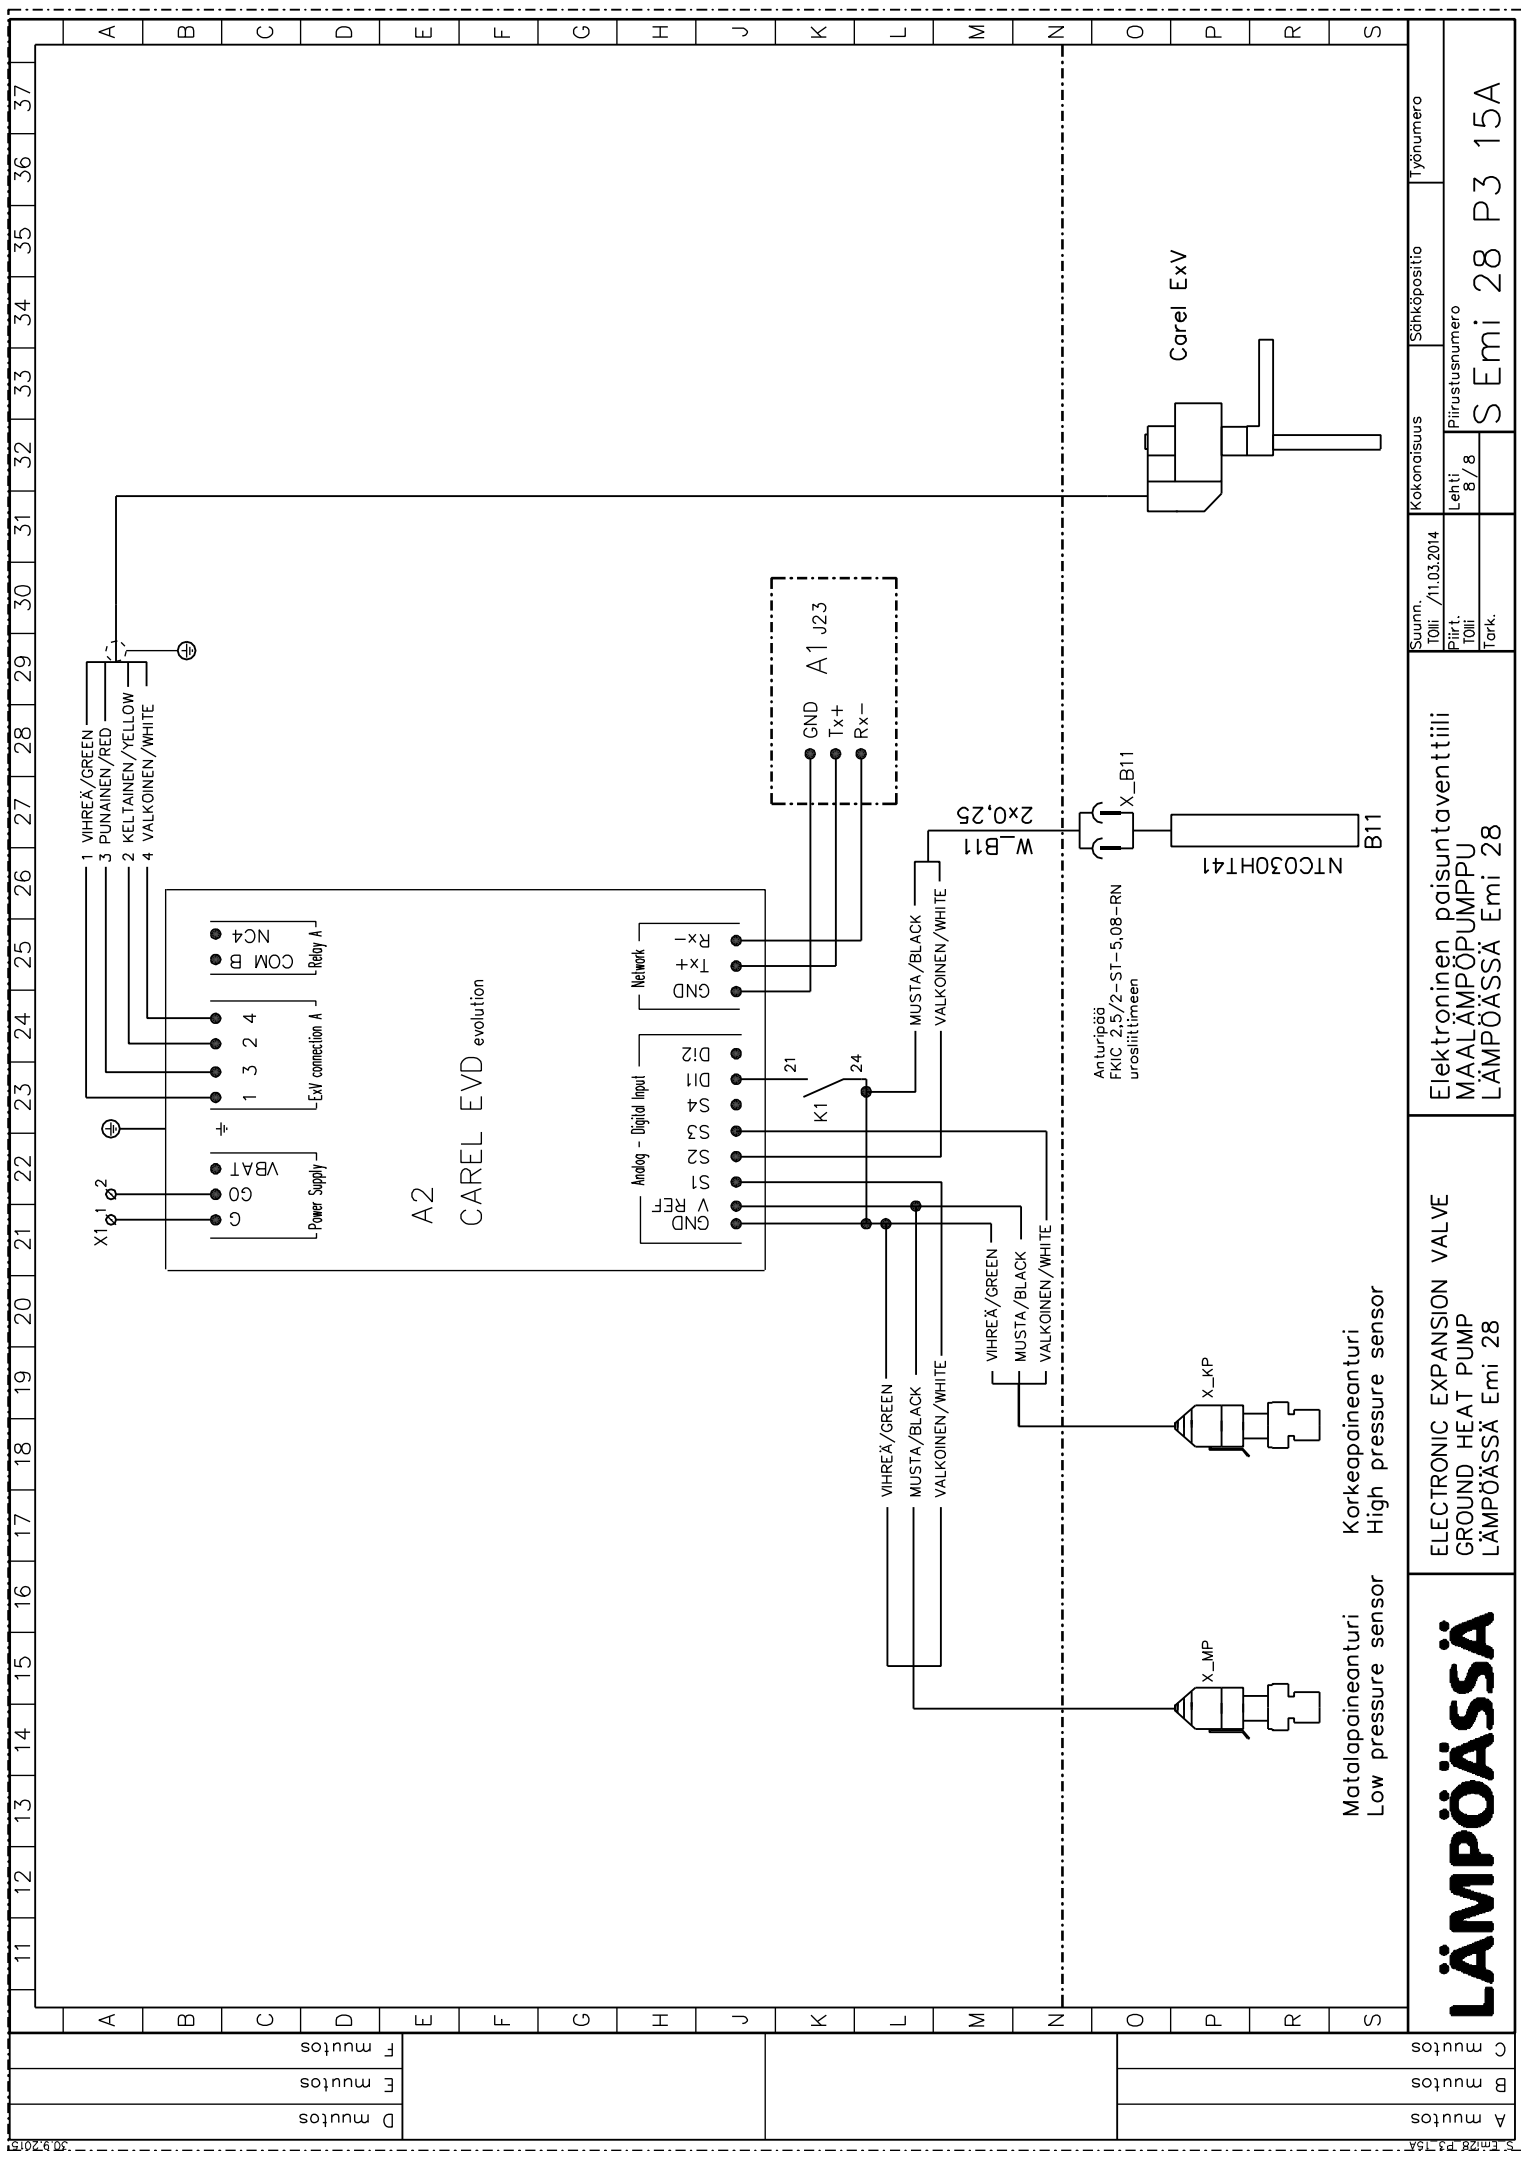 11 12 13 14 15 16 17 18 19 20 21 22 23 24 25 26 27 28 29 30 31 32 33 34 35 36 37
A
B
C
D
E
F
G
H
J
K
L
M
N
O
P
R
S
A
B
C
D
E
F
G
H
J
K
L
M
N
O
P
R
S
X1 1 2
1 VIHREÄ/GREEN
3 PUNAINEN/RED
2 KELTAINEN/YELLOW
4 VALKOINEN/WHITE
G
G0
VBAT
Power Supply
1 3 2 4
ExV connection A
COM B
NC4
Relay A
A2
CAREL EVD evolution
Analog - Digital Input
Network
GND
V REF
S1
S2
S3
S4
DI1
Di2
GND
Tx+
Rx-
K1
21
24
GND
Tx+
Rx-
A1 J23
MUSTA/BLACK
VALKOINEN/WHITE
W_B11
2x0,25
VIHREÄ/GREEN
MUSTA/BLACK
VALKOINEN/WHITE
VIHREÄ/GREEN
MUSTA/BLACK
VALKOINEN/WHITE
Anturipää
FKIC 2,5/2-ST-5,08-RN
urosliittimeen
X_B11
NTC030HT41
B11
Carel ExV
X_MP
X_KP
Matalapaineanturi
Low pressure sensor
Korkeapaineanturi
High pressure sensor
LÄMPÖÄSSÄ
ELECTRONIC EXPANSION VALVE
GROUND HEAT PUMP
LÄMPÖÄSSÄ Emi 28
Elektroninen paisuntaventtiili
MAALÄMPÖPUMPPU
LÄMPÖÄSSÄ Emi 28
Suunn.
TOlli /11.03.2014
Piirt.
TOlli
Tark.
Kokonaisuus
Sähköpositio
Työnumero
Lehti
8/8
Piirustusnumero
S Emi 28 P3 15A
A muutos
B muutos
C muutos
D muutos
E muutos
F muutos
S_Emi28_P3_15A
30.9.2015